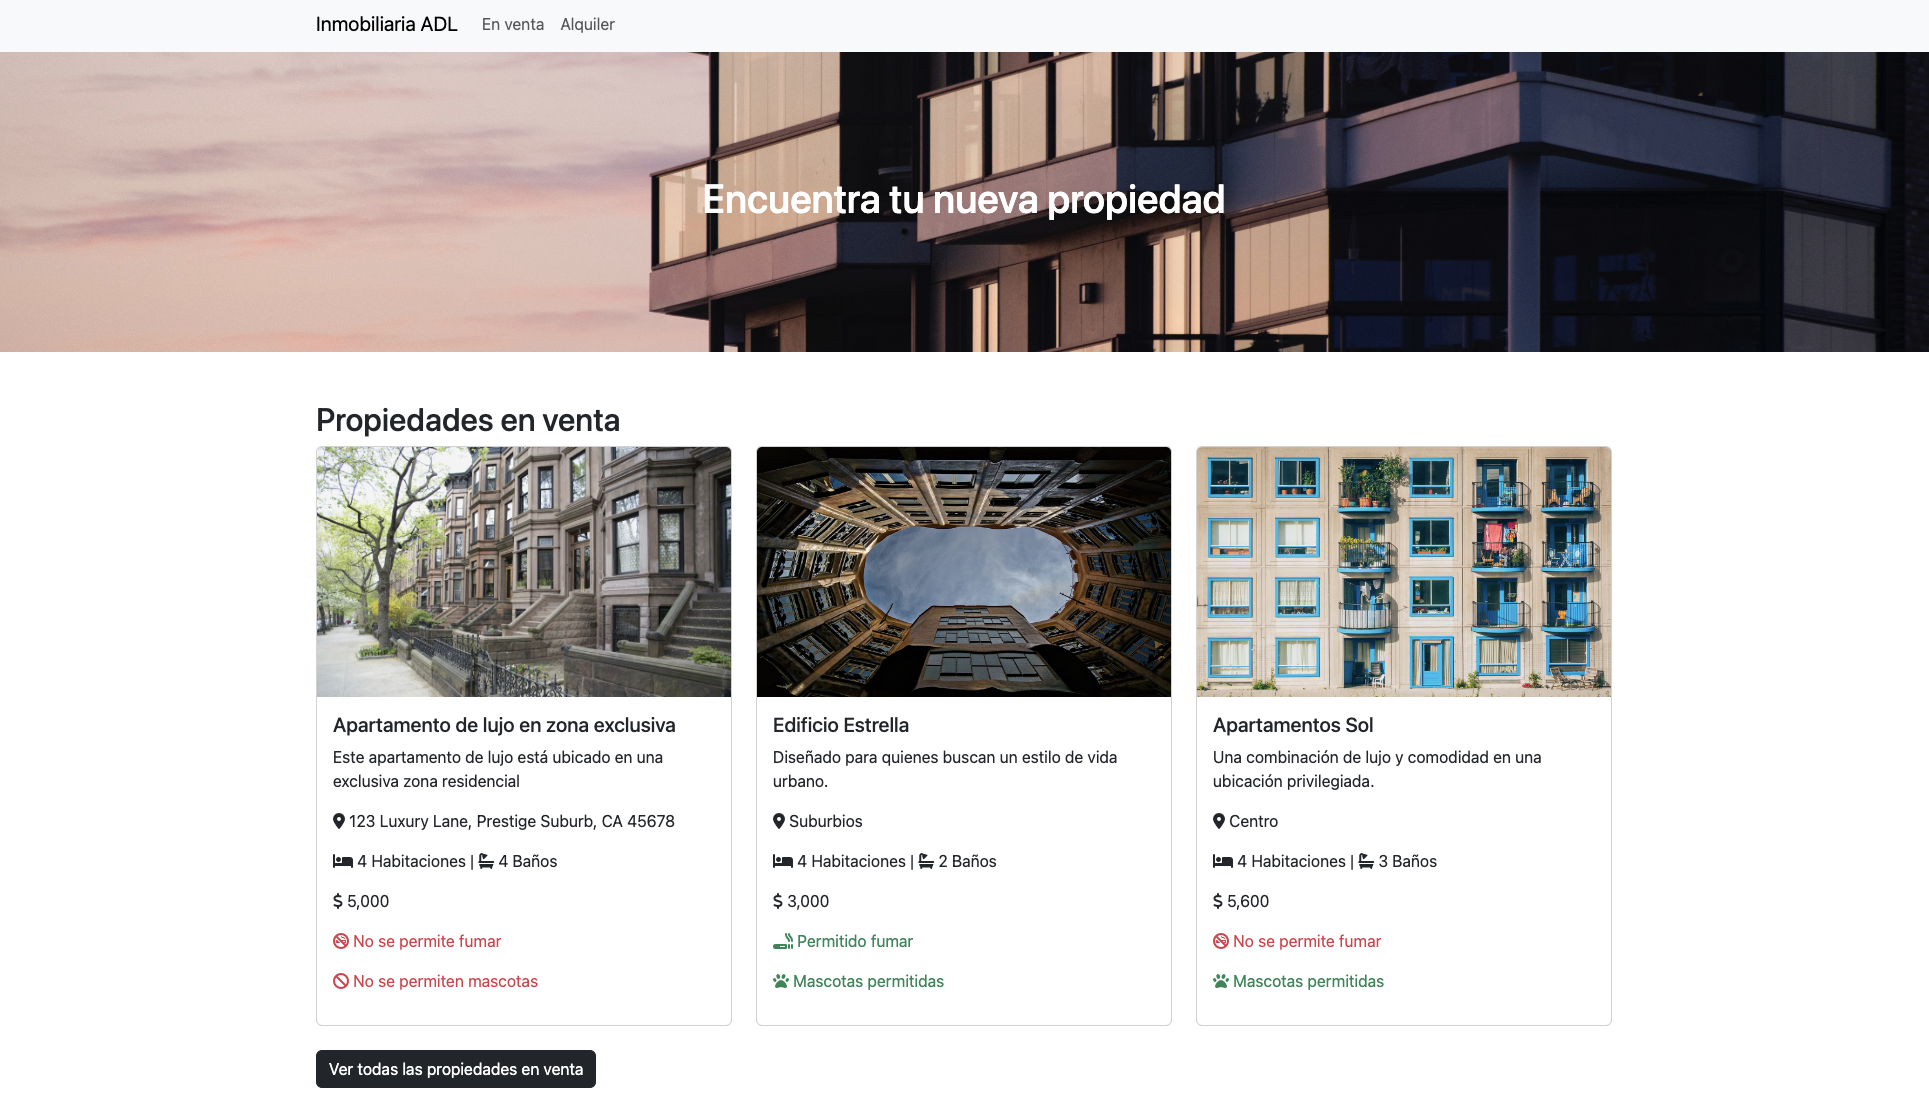 Inmobiliaria ADL En venta Alquiler
Encuentra tu nueva propiedad
Propiedades en venta
Apartamento de lujo en zona exclusiva
Este apartamento de lujo está ubicado en una
exclusiva zona residencial
123 Luxury Lane, Prestige Suburb, CA 45678
4 Habitaciones | 4 Baños
$ 5,000
No se permite fumar
No se permiten mascotas
Edificio Estrella
Diseñado para quienes buscan un estilo de vida
urbano.
Suburbios
4 Habitaciones | 2 Baños
$ 3,000
Permitido fumar
Mascotas permitidas
Apartamentos Sol
Una combinación de lujo y comodidad en una
ubicación privilegiada.
Centro
4 Habitaciones | 3 Baños
$ 5,600
No se permite fumar
Mascotas permitidas
Ver todas las propiedades en venta